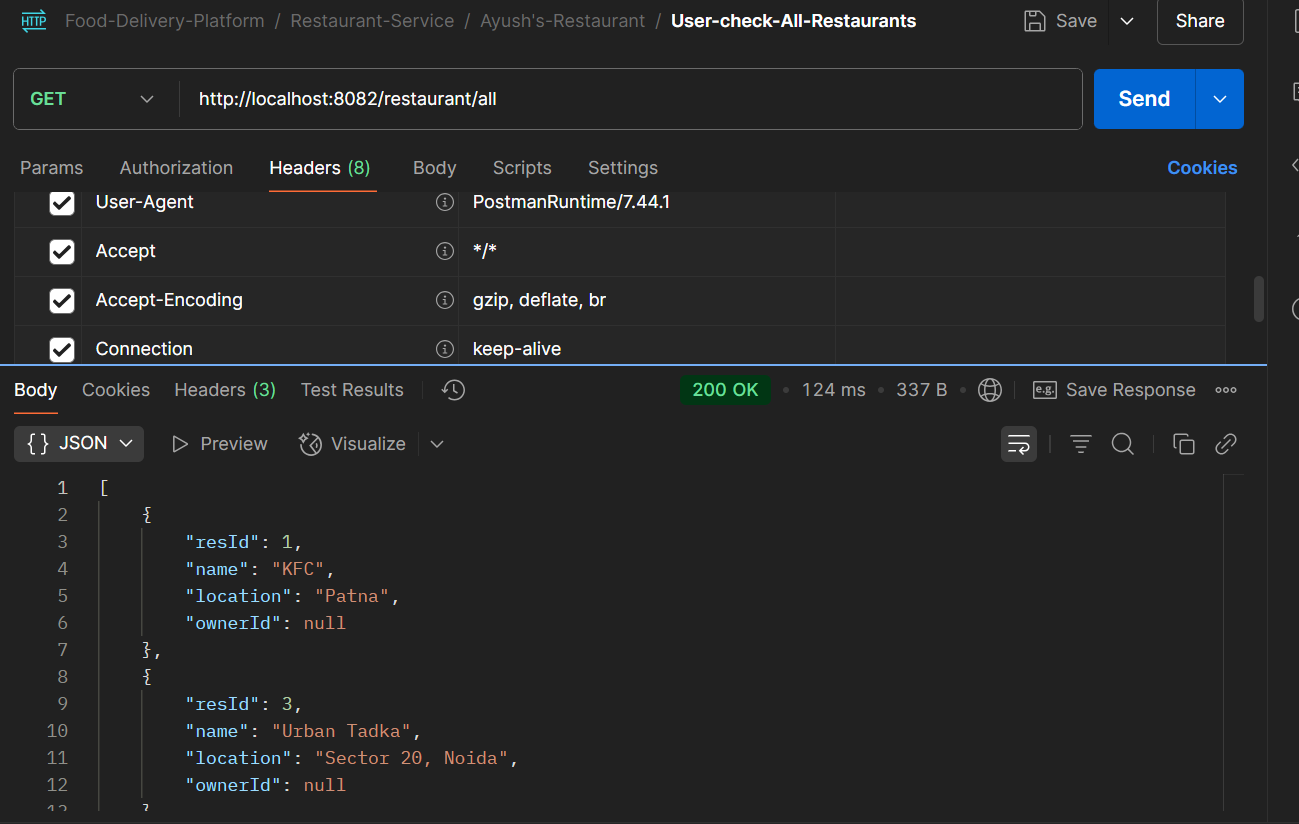 HTTP Food-Delivery-Platform / Restaurant-Service / Ayush's-Restaurant / User-check-All-Restaurants Save Share
GET http://localhost:8082/restaurant/all Send
Params Authorization Headers (8) Body Scripts Settings Cookies
User-Agent PostmanRuntime/7.44.1
Accept */*
Accept-Encoding gzip, deflate, br
Connection keep-alive
Body Cookies Headers (3) Test Results 200 OK • 124 ms • 337 B • e.g. Save Response
{} JSON Preview Visualize
1 [
2 {
3 "resId": 1,
4 "name": "KFC",
5 "location": "Patna",
6 "ownerId": null
7 },
8 {
9 "resId": 3,
10 "name": "Urban Tadka",
11 "location": "Sector 20, Noida",
12 "ownerId": null